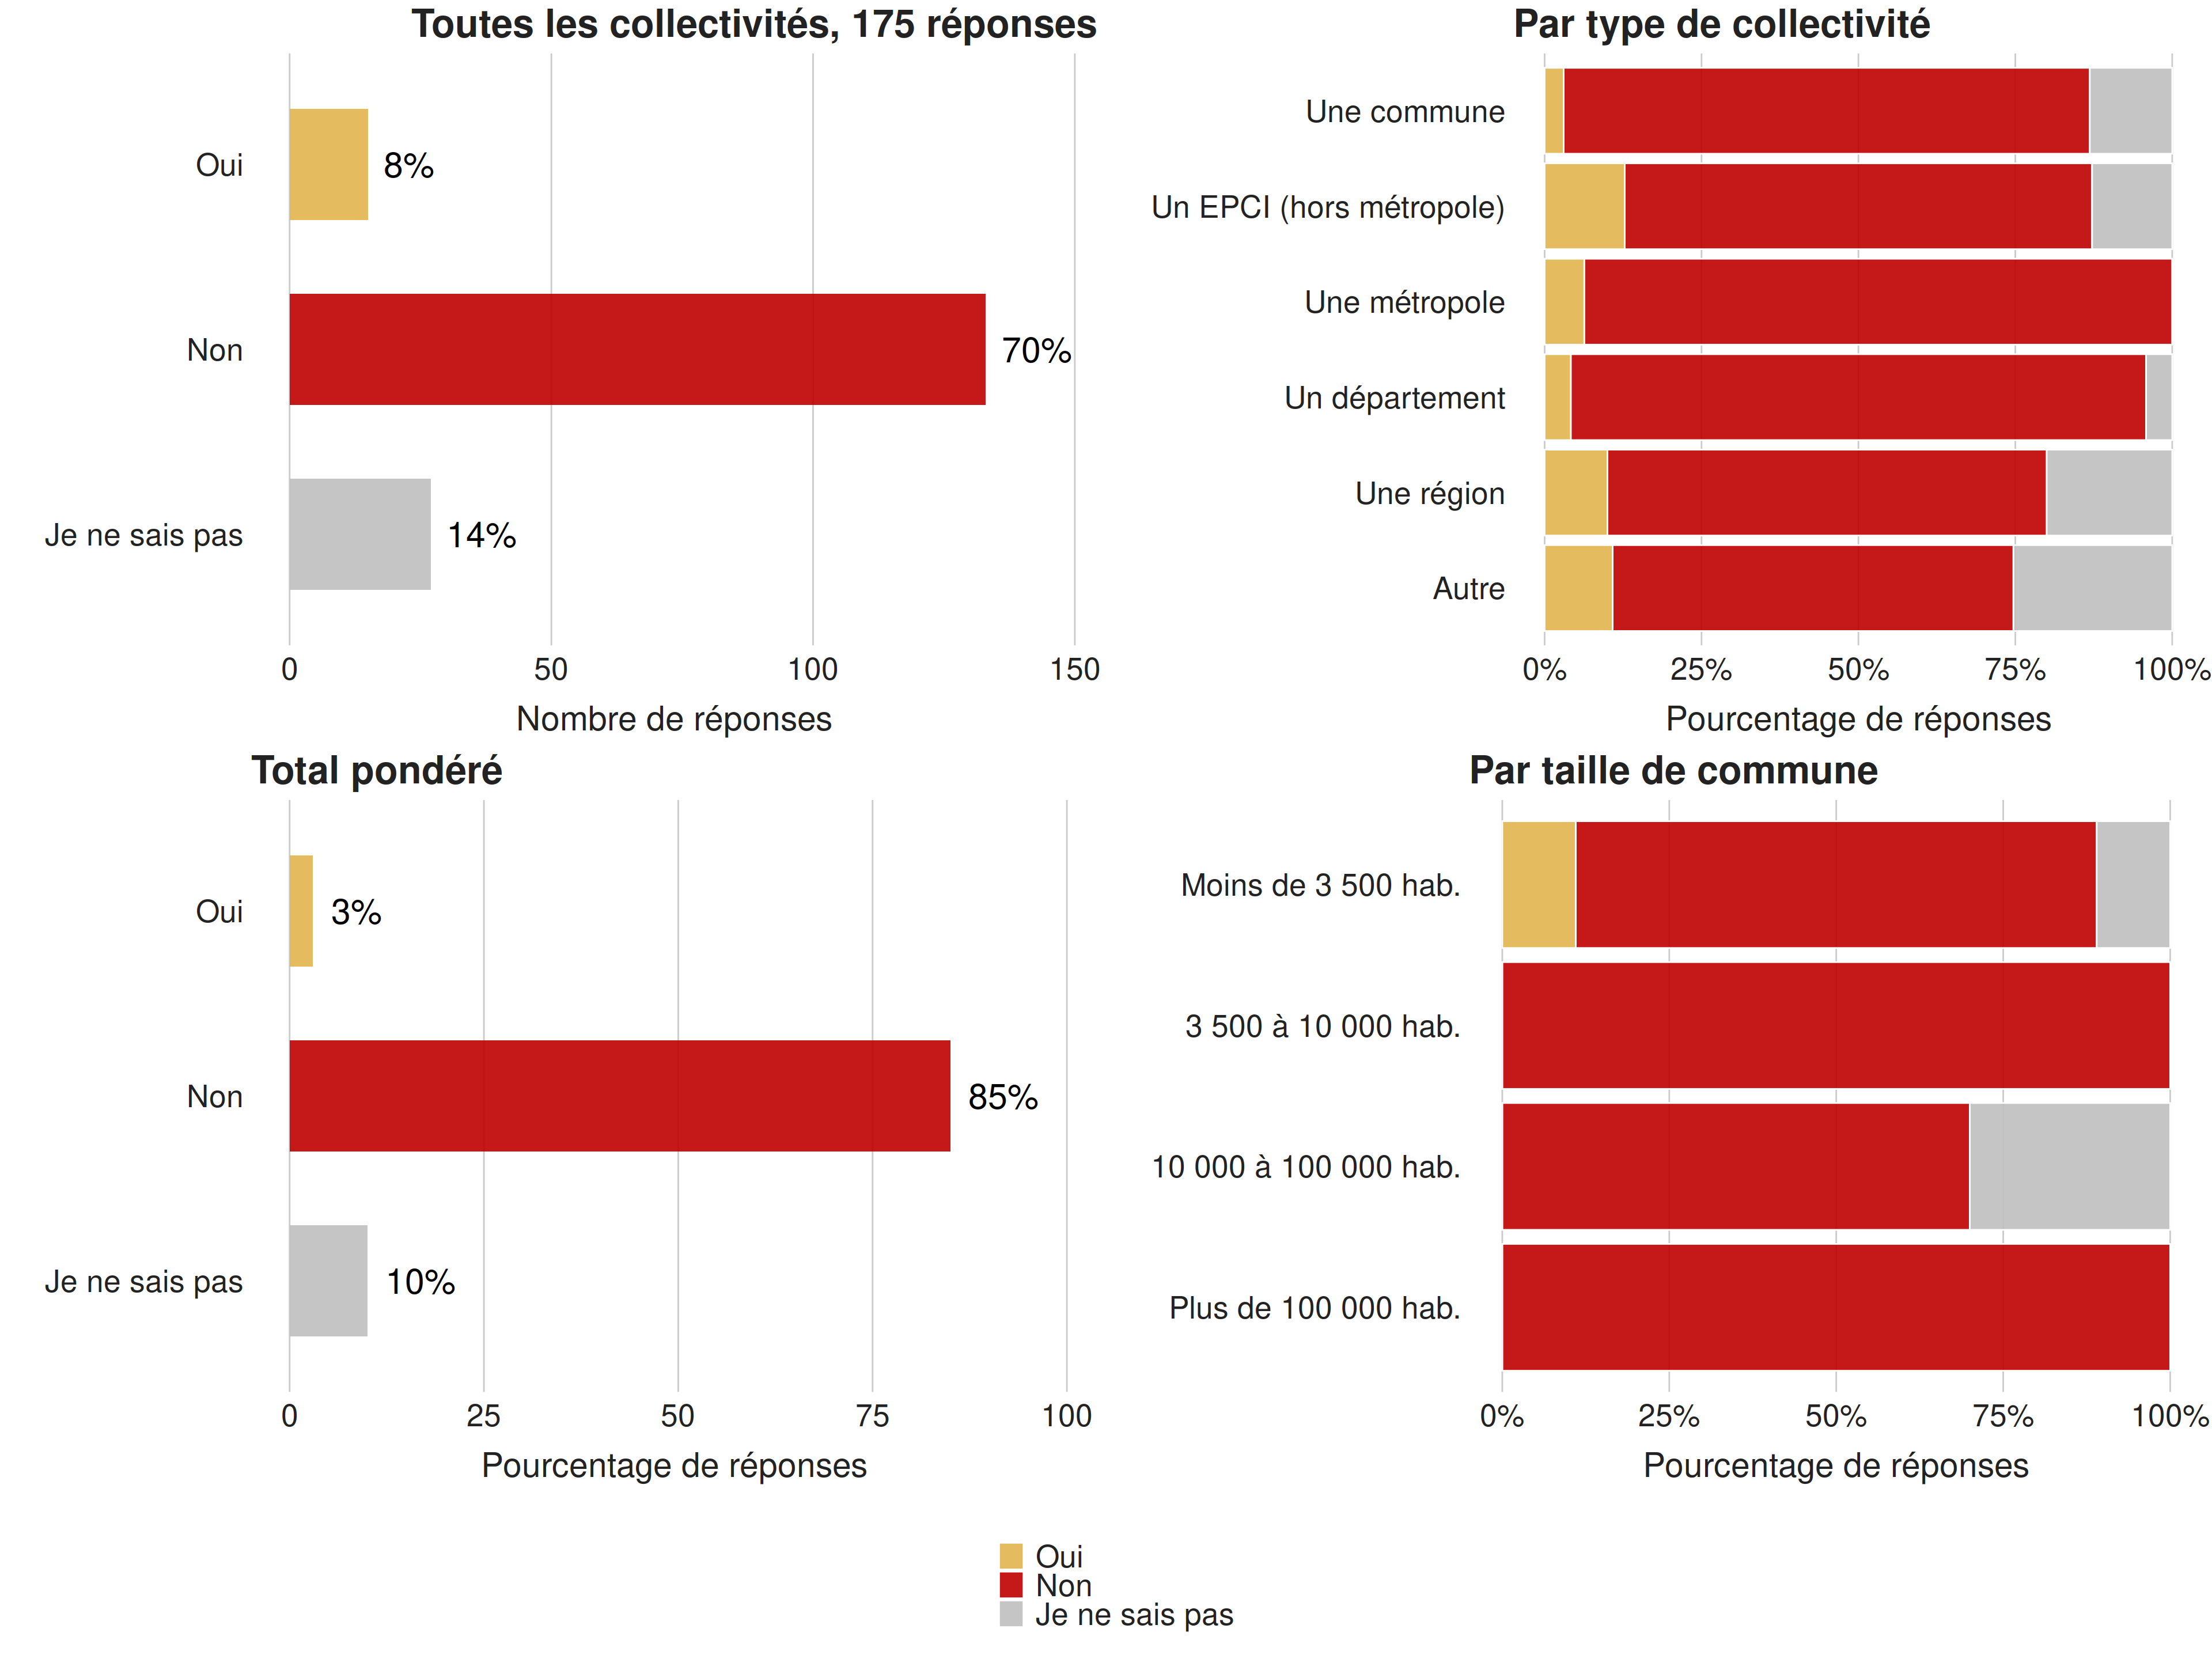 Toutes les collectivités, 175 réponses
Oui
8%
Non
70%
Je ne sais pas
14%
0 50 100 150
Nombre de réponses
Par type de collectivité
Une commune
Un EPCI (hors métropole)
Une métropole
Un département
Une région
Autre
0% 25% 50% 75% 100%
Pourcentage de réponses
Total pondéré
Oui
3%
Non
85%
Je ne sais pas
10%
0 25 50 75 100
Pourcentage de réponses
Par taille de commune
Moins de 3 500 hab.
3 500 à 10 000 hab.
10 000 à 100 000 hab.
Plus de 100 000 hab.
0% 25% 50% 75% 100%
Pourcentage de réponses
Oui
Non
Je ne sais pas